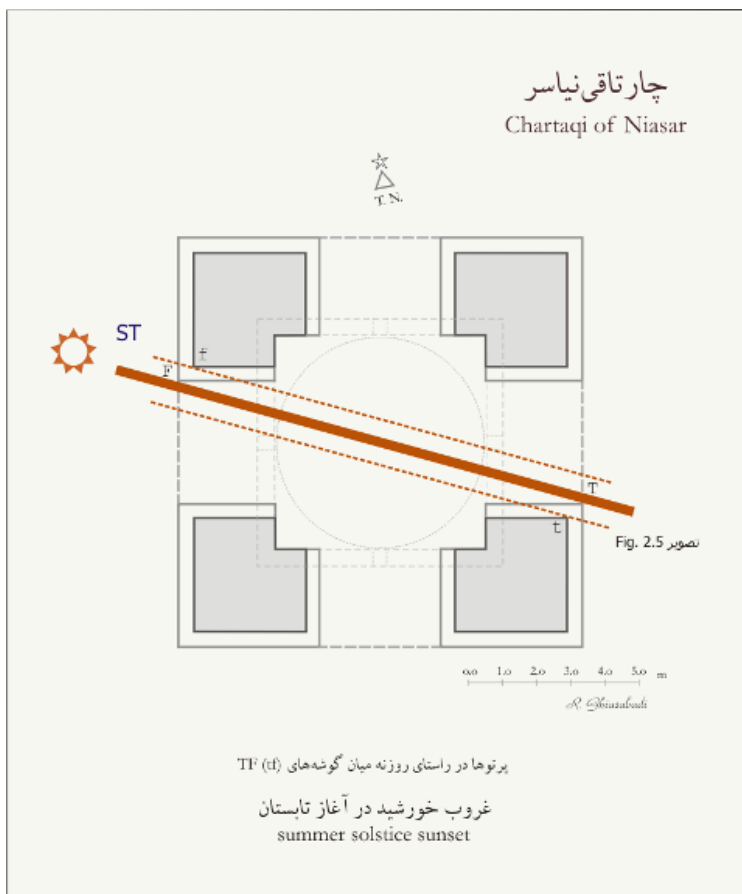 چارتاقی‌نیاسر
Chartaqi of Niasar
T. N.
ST
f
F
T
t
Fig. 2.5 تصویر
0.0 1.0 2.0 3.0 4.0 5.0 m
R. Ghiasabadi
پرتوها در راستای روزنه میان گوشه‌های TF (tf)
غروب خورشید در آغاز تابستان
summer solstice sunset